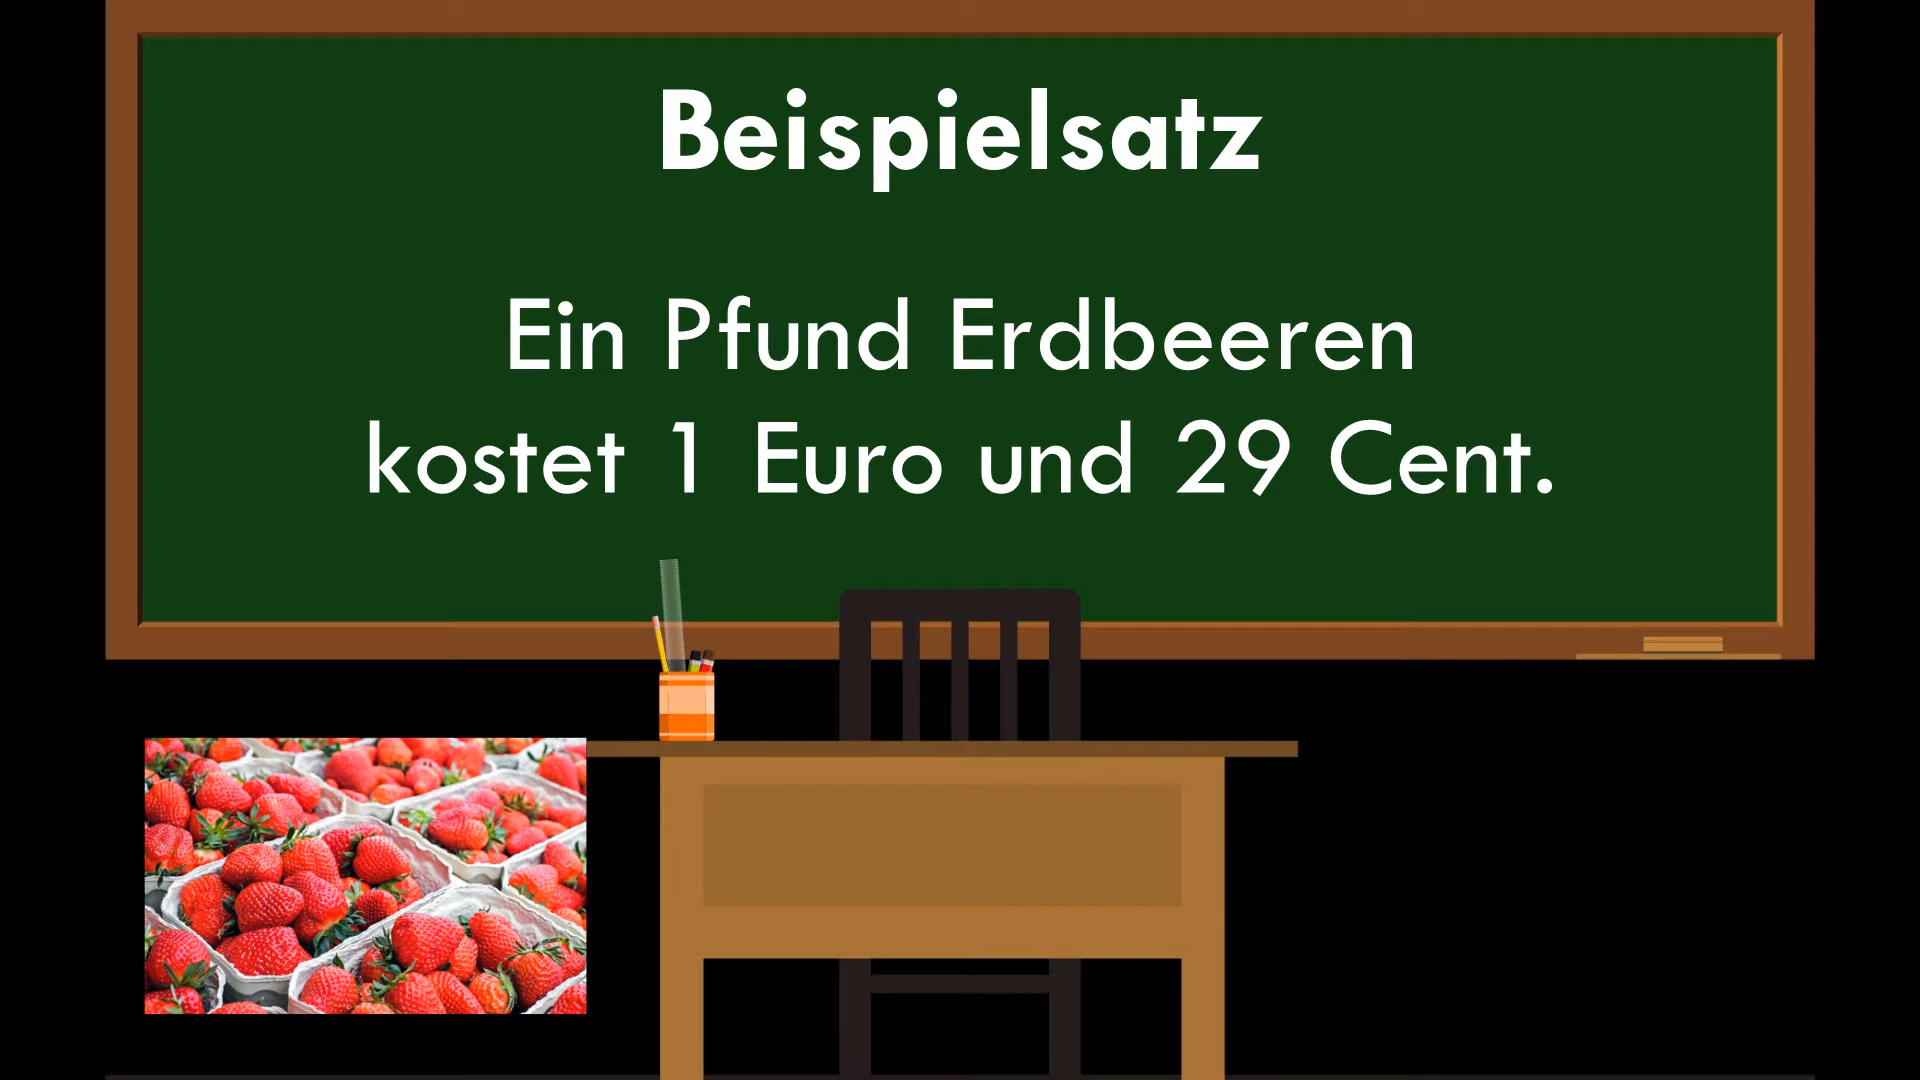 Beispielsatz
Ein Pfund Erdbeeren
kostet 1 Euro und 29 Cent.